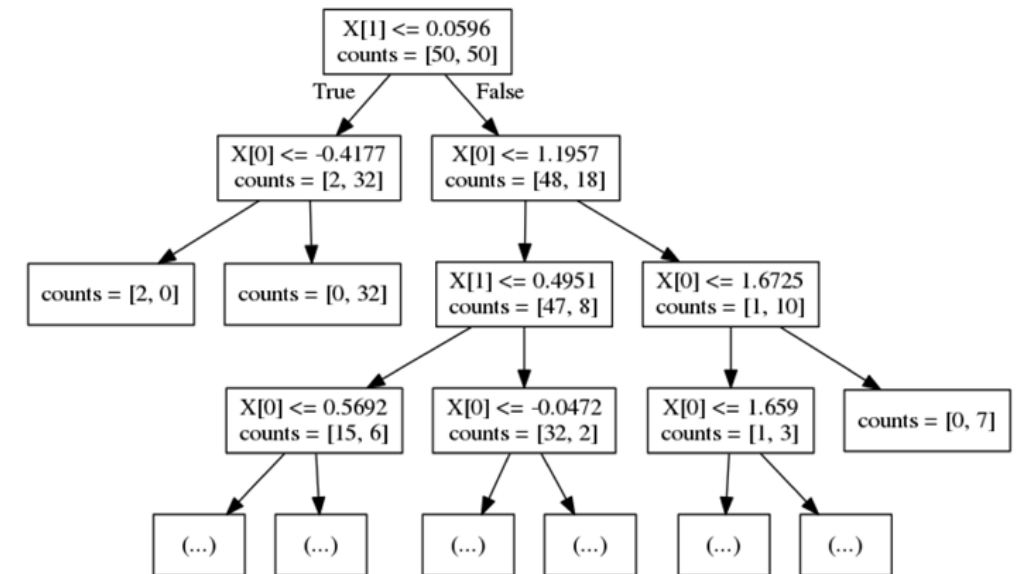 X[1] <= 0.0596
counts = [50, 50]
True
False
X[0] <= -0.4177
counts = [2, 32]
X[0] <= 1.1957
counts = [48, 18]
counts = [2, 0]
counts = [0, 32]
X[1] <= 0.4951
counts = [47, 8]
X[0] <= 1.6725
counts = [1, 10]
X[0] <= 0.5692
counts = [15, 6]
X[0] <= -0.0472
counts = [32, 2]
X[0] <= 1.659
counts = [1, 3]
counts = [0, 7]
(...)
(...)
(...)
(...)
(...)
(...)